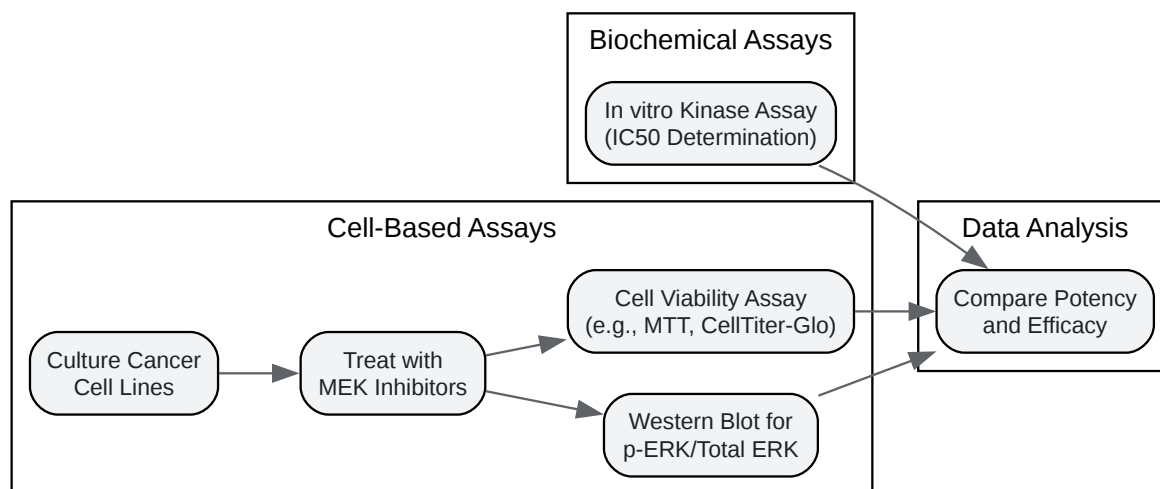 Biochemical Assays
In vitro Kinase Assay
(IC50 Determination)
Cell-Based Assays
Culture Cancer
Cell Lines
Treat with
MEK Inhibitors
Cell Viability Assay
(e.g., MTT, CellTiter-Glo)
Western Blot for
p-ERK/Total ERK
Data Analysis
Compare Potency
and Efficacy